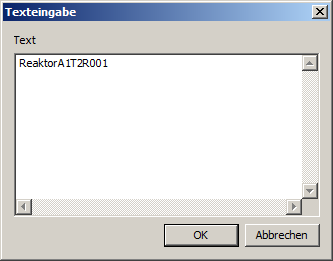 Texteingabe
Text
ReaktorA1T2R001
OK
Abbrechen